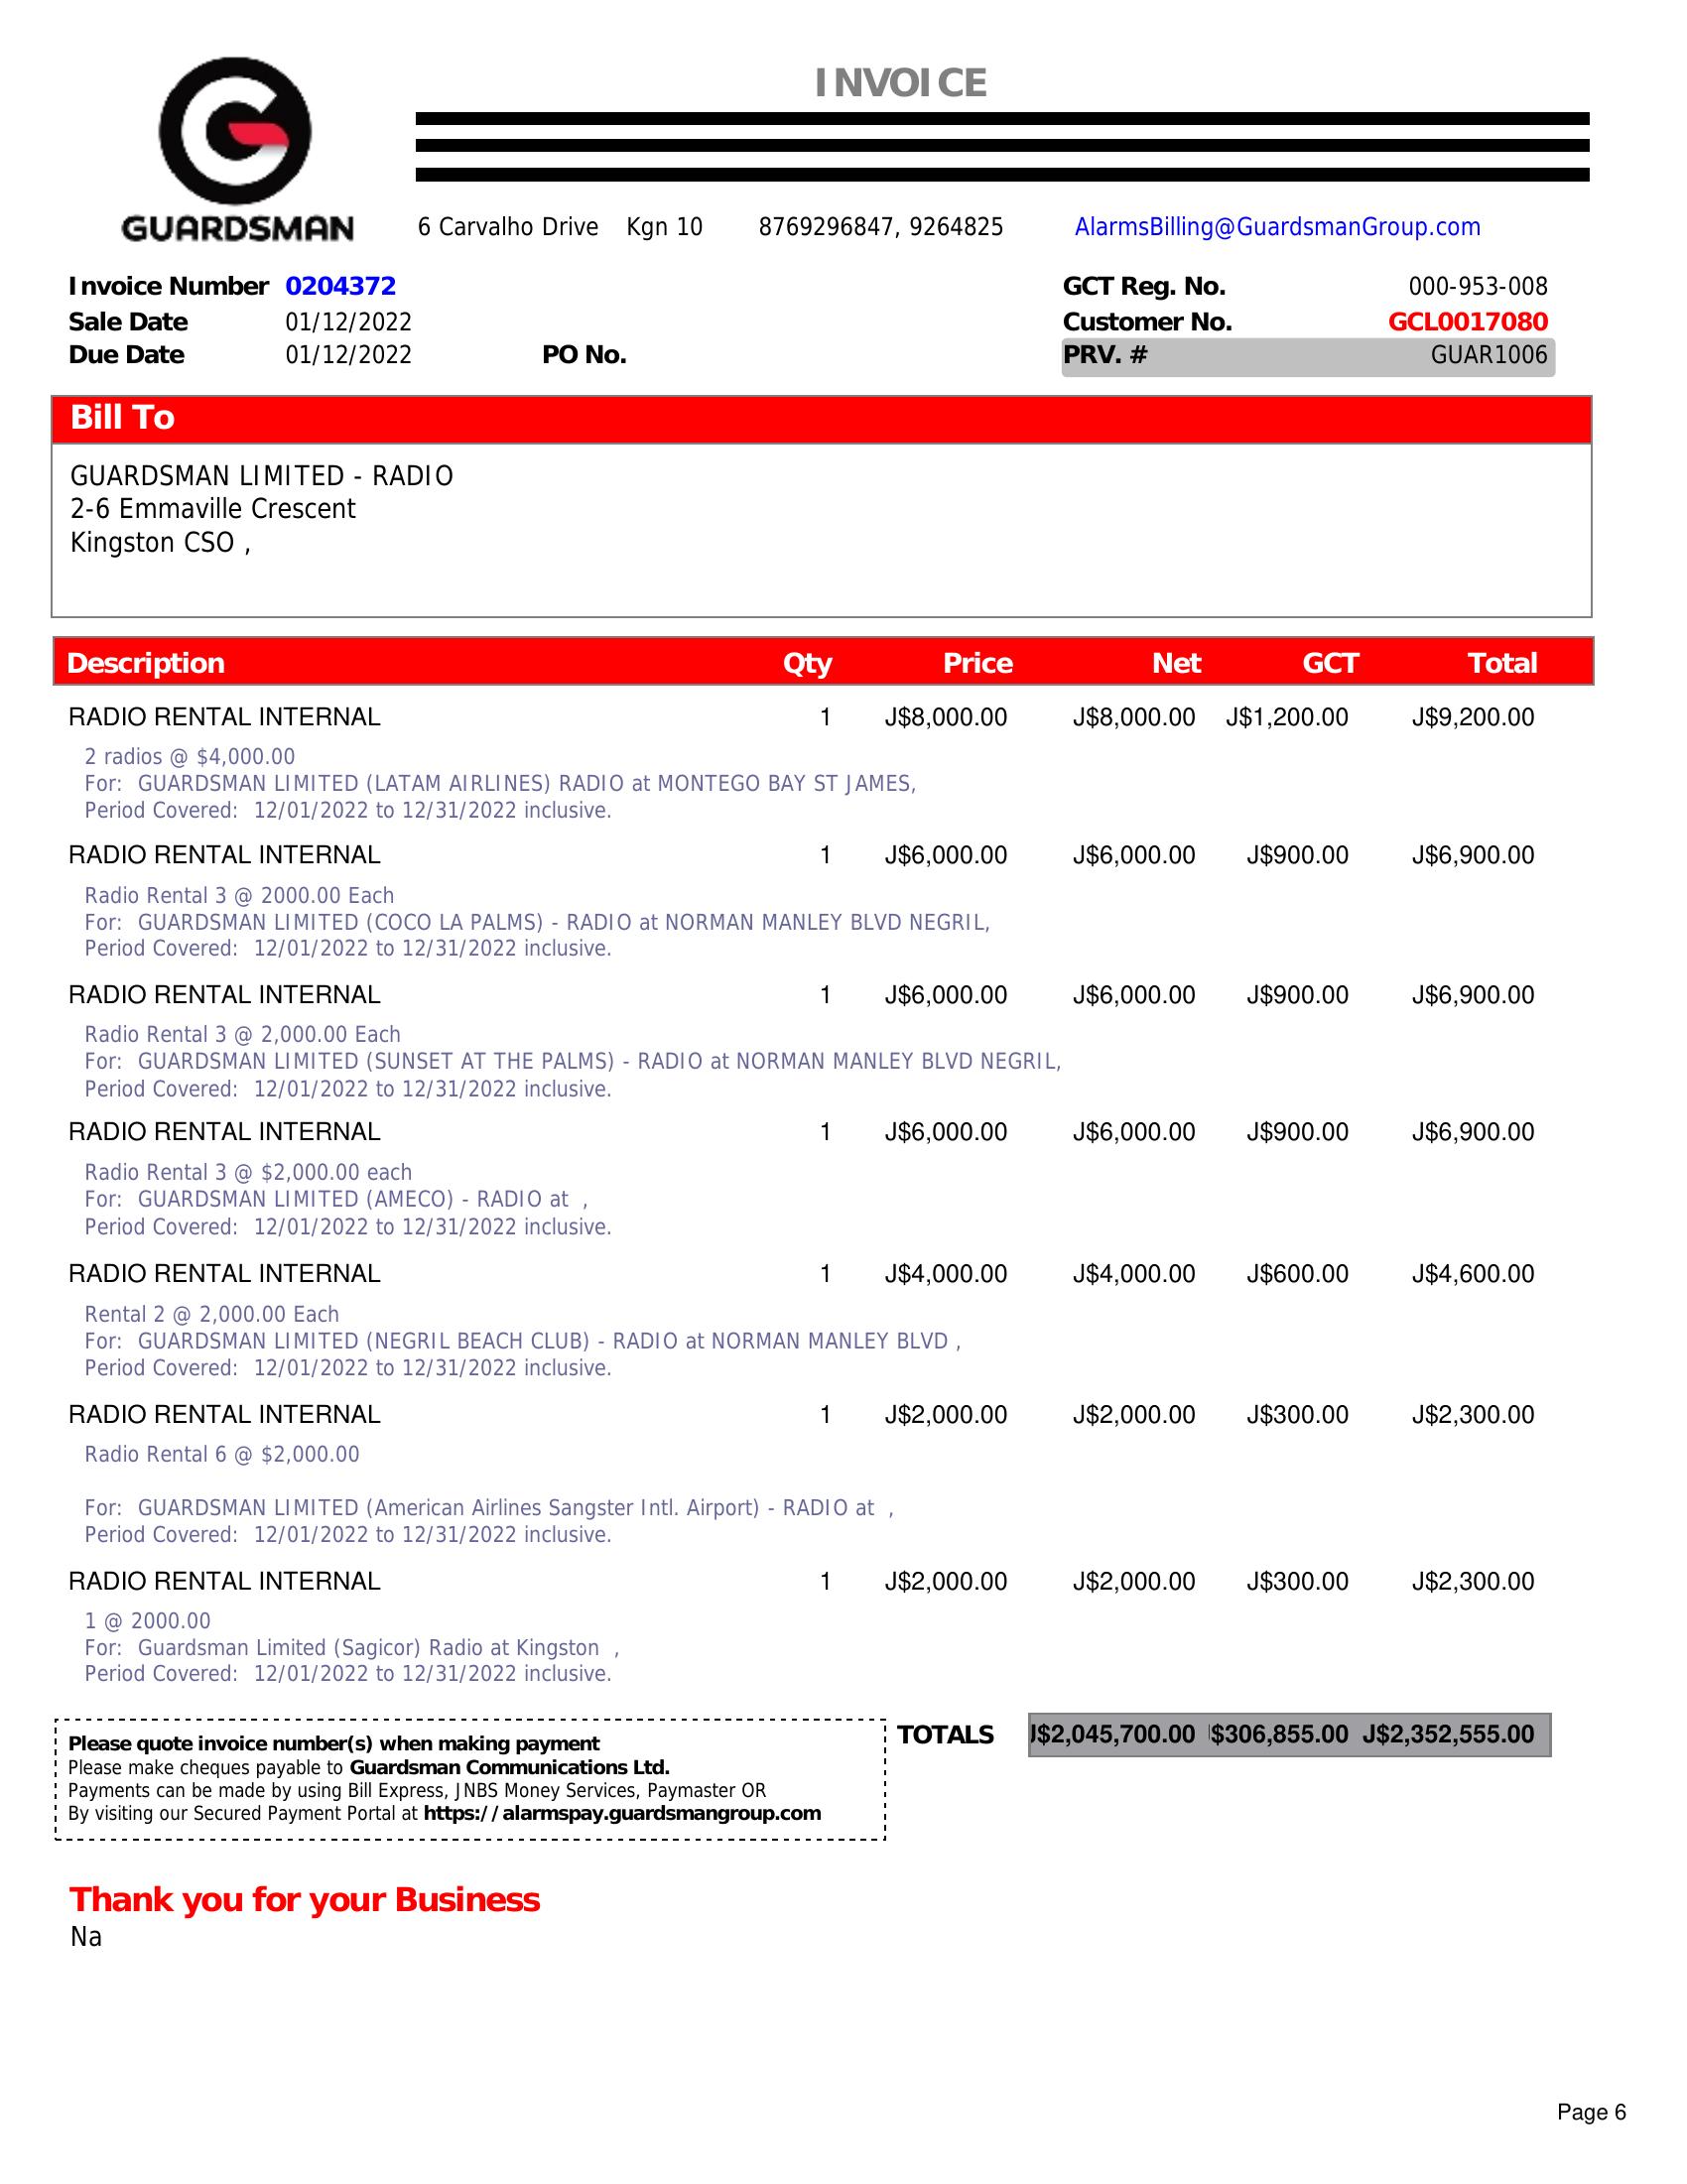 INVOICE
GUARDSMAN
6 Carvalho Drive Kgn 10 8769296847, 9264825 AlarmsBilling@GuardsmanGroup.com
Invoice Number 0204372 GCT Reg. No. 000-953-008
Sale Date 01/12/2022 Customer No. GCL0017080
Due Date 01/12/2022 PO No. PRV. # GUAR1006
Bill To
GUARDSMAN LIMITED - RADIO
2-6 Emmaville Crescent
Kingston CSO ,
Description Qty Price Net GCT Total
RADIO RENTAL INTERNAL 1 J$8,000.00 J$8,000.00 J$1,200.00 J$9,200.00
2 radios @ $4,000.00
For: GUARDSMAN LIMITED (LATAM AIRLINES) RADIO at MONTEGO BAY ST JAMES,
Period Covered: 12/01/2022 to 12/31/2022 inclusive.
RADIO RENTAL INTERNAL 1 J$6,000.00 J$6,000.00 J$900.00 J$6,900.00
Radio Rental 3 @ 2000.00 Each
For: GUARDSMAN LIMITED (COCO LA PALMS) - RADIO at NORMAN MANLEY BLVD NEGRIL,
Period Covered: 12/01/2022 to 12/31/2022 inclusive.
RADIO RENTAL INTERNAL 1 J$6,000.00 J$6,000.00 J$900.00 J$6,900.00
Radio Rental 3 @ 2,000.00 Each
For: GUARDSMAN LIMITED (SUNSET AT THE PALMS) - RADIO at NORMAN MANLEY BLVD NEGRIL,
Period Covered: 12/01/2022 to 12/31/2022 inclusive.
RADIO RENTAL INTERNAL 1 J$6,000.00 J$6,000.00 J$900.00 J$6,900.00
Radio Rental 3 @ $2,000.00 each
For: GUARDSMAN LIMITED (AMECO) - RADIO at ,
Period Covered: 12/01/2022 to 12/31/2022 inclusive.
RADIO RENTAL INTERNAL 1 J$4,000.00 J$4,000.00 J$600.00 J$4,600.00
Rental 2 @ 2,000.00 Each
For: GUARDSMAN LIMITED (NEGRIL BEACH CLUB) - RADIO at NORMAN MANLEY BLVD ,
Period Covered: 12/01/2022 to 12/31/2022 inclusive.
RADIO RENTAL INTERNAL 1 J$2,000.00 J$2,000.00 J$300.00 J$2,300.00
Radio Rental 6 @ $2,000.00
For: GUARDSMAN LIMITED (American Airlines Sangster Intl. Airport) - RADIO at ,
Period Covered: 12/01/2022 to 12/31/2022 inclusive.
RADIO RENTAL INTERNAL 1 J$2,000.00 J$2,000.00 J$300.00 J$2,300.00
1 @ 2000.00
For: Guardsman Limited (Sagicor) Radio at Kingston ,
Period Covered: 12/01/2022 to 12/31/2022 inclusive.
TOTALS J$2,045,700.00 $306,855.00 J$2,352,555.00
Please quote invoice number(s) when making payment
Please make cheques payable to Guardsman Communications Ltd.
Payments can be made by using Bill Express, JNBS Money Services, Paymaster OR
By visiting our Secured Payment Portal at https://alarmspay.guardsmangroup.com
Thank you for your Business
Na
Page 6